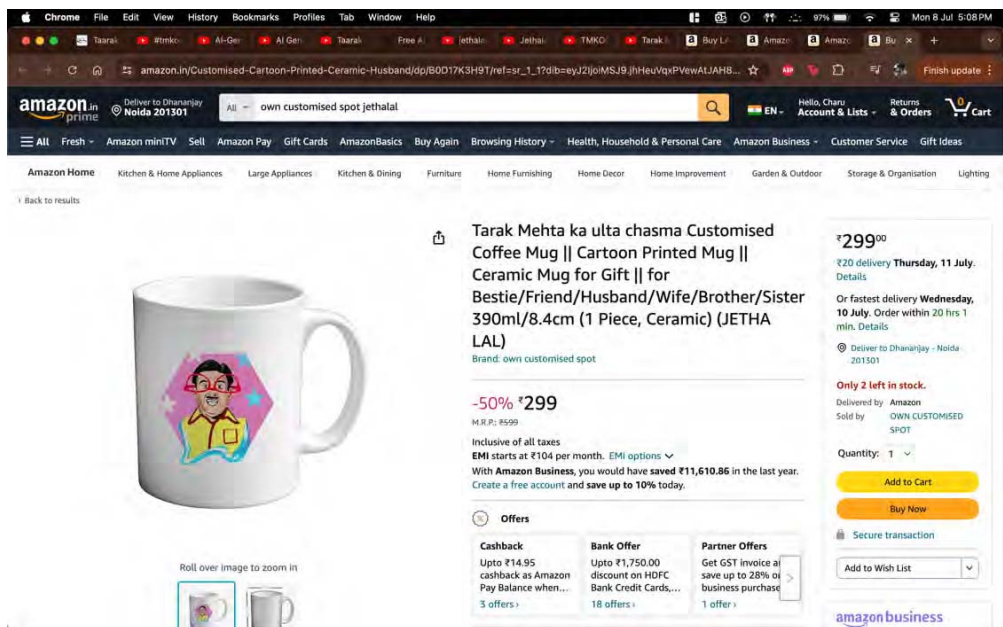 Chrome File Edit View History Bookmarks Profiles Tab Window Help 97% Mon 8 Jul 5:08 PM
Taarak #tmko AI-Ger AI Gen Taarak Free A jethala Jethal TMKO Tarak Buy L Amaz Amazo Bu
amazon.in/Customised-Cartoon-Printed-Ceramic-Husband/dp/B0D17K3H9T/ref=sr_1_1?dib=eyJ2IjoiMSJ9.jhHeuVqxPVewAtJAH8... Finish update
amazon.in prime Deliver to Dhananjay Noida 201301 All own customised spot jethalal EN Hello, Charu Account & Lists Returns & Orders 0 Cart
All Fresh Amazon miniTV Sell Amazon Pay Gift Cards AmazonBasics Buy Again Browsing History Health, Household & Personal Care Amazon Business Customer Service Gift Ideas
Amazon Home Kitchen & Home Appliances Large Appliances Kitchen & Dining Furniture Home Furnishing Home Decor Home Improvement Garden & Outdoor Storage & Organisation Lighting
‹ Back to results
Tarak Mehta ka ulta chasma Customised
Coffee Mug || Cartoon Printed Mug ||
Ceramic Mug for Gift || for
Bestie/Friend/Husband/Wife/Brother/Sister
390ml/8.4cm (1 Piece, Ceramic) (JETHA
LAL)
Brand: own customised spot
-50% ₹299
M.R.P.: ₹599
Inclusive of all taxes
EMI starts at ₹104 per month. EMI options
With Amazon Business, you would have saved ₹11,610.86 in the last year.
Create a free account and save up to 10% today.
Offers
Cashback
Upto ₹14.95
cashback as Amazon
Pay Balance when...
3 offers ›
Bank Offer
Upto ₹1,750.00
discount on HDFC
Bank Credit Cards,...
18 offers ›
Partner Offers
Get GST invoice a
save up to 28% o
business purchase
1 offer ›
Roll over image to zoom in
₹29900
₹20 delivery Thursday, 11 July.
Details
Or fastest delivery Wednesday,
10 July. Order within 20 hrs 1
min. Details
Deliver to Dhananjay - Noida
201301
Only 2 left in stock.
Delivered by Amazon
Sold by OWN CUSTOMISED
SPOT
Quantity: 1
Add to Cart
Buy Now
Secure transaction
Add to Wish List
amazon business